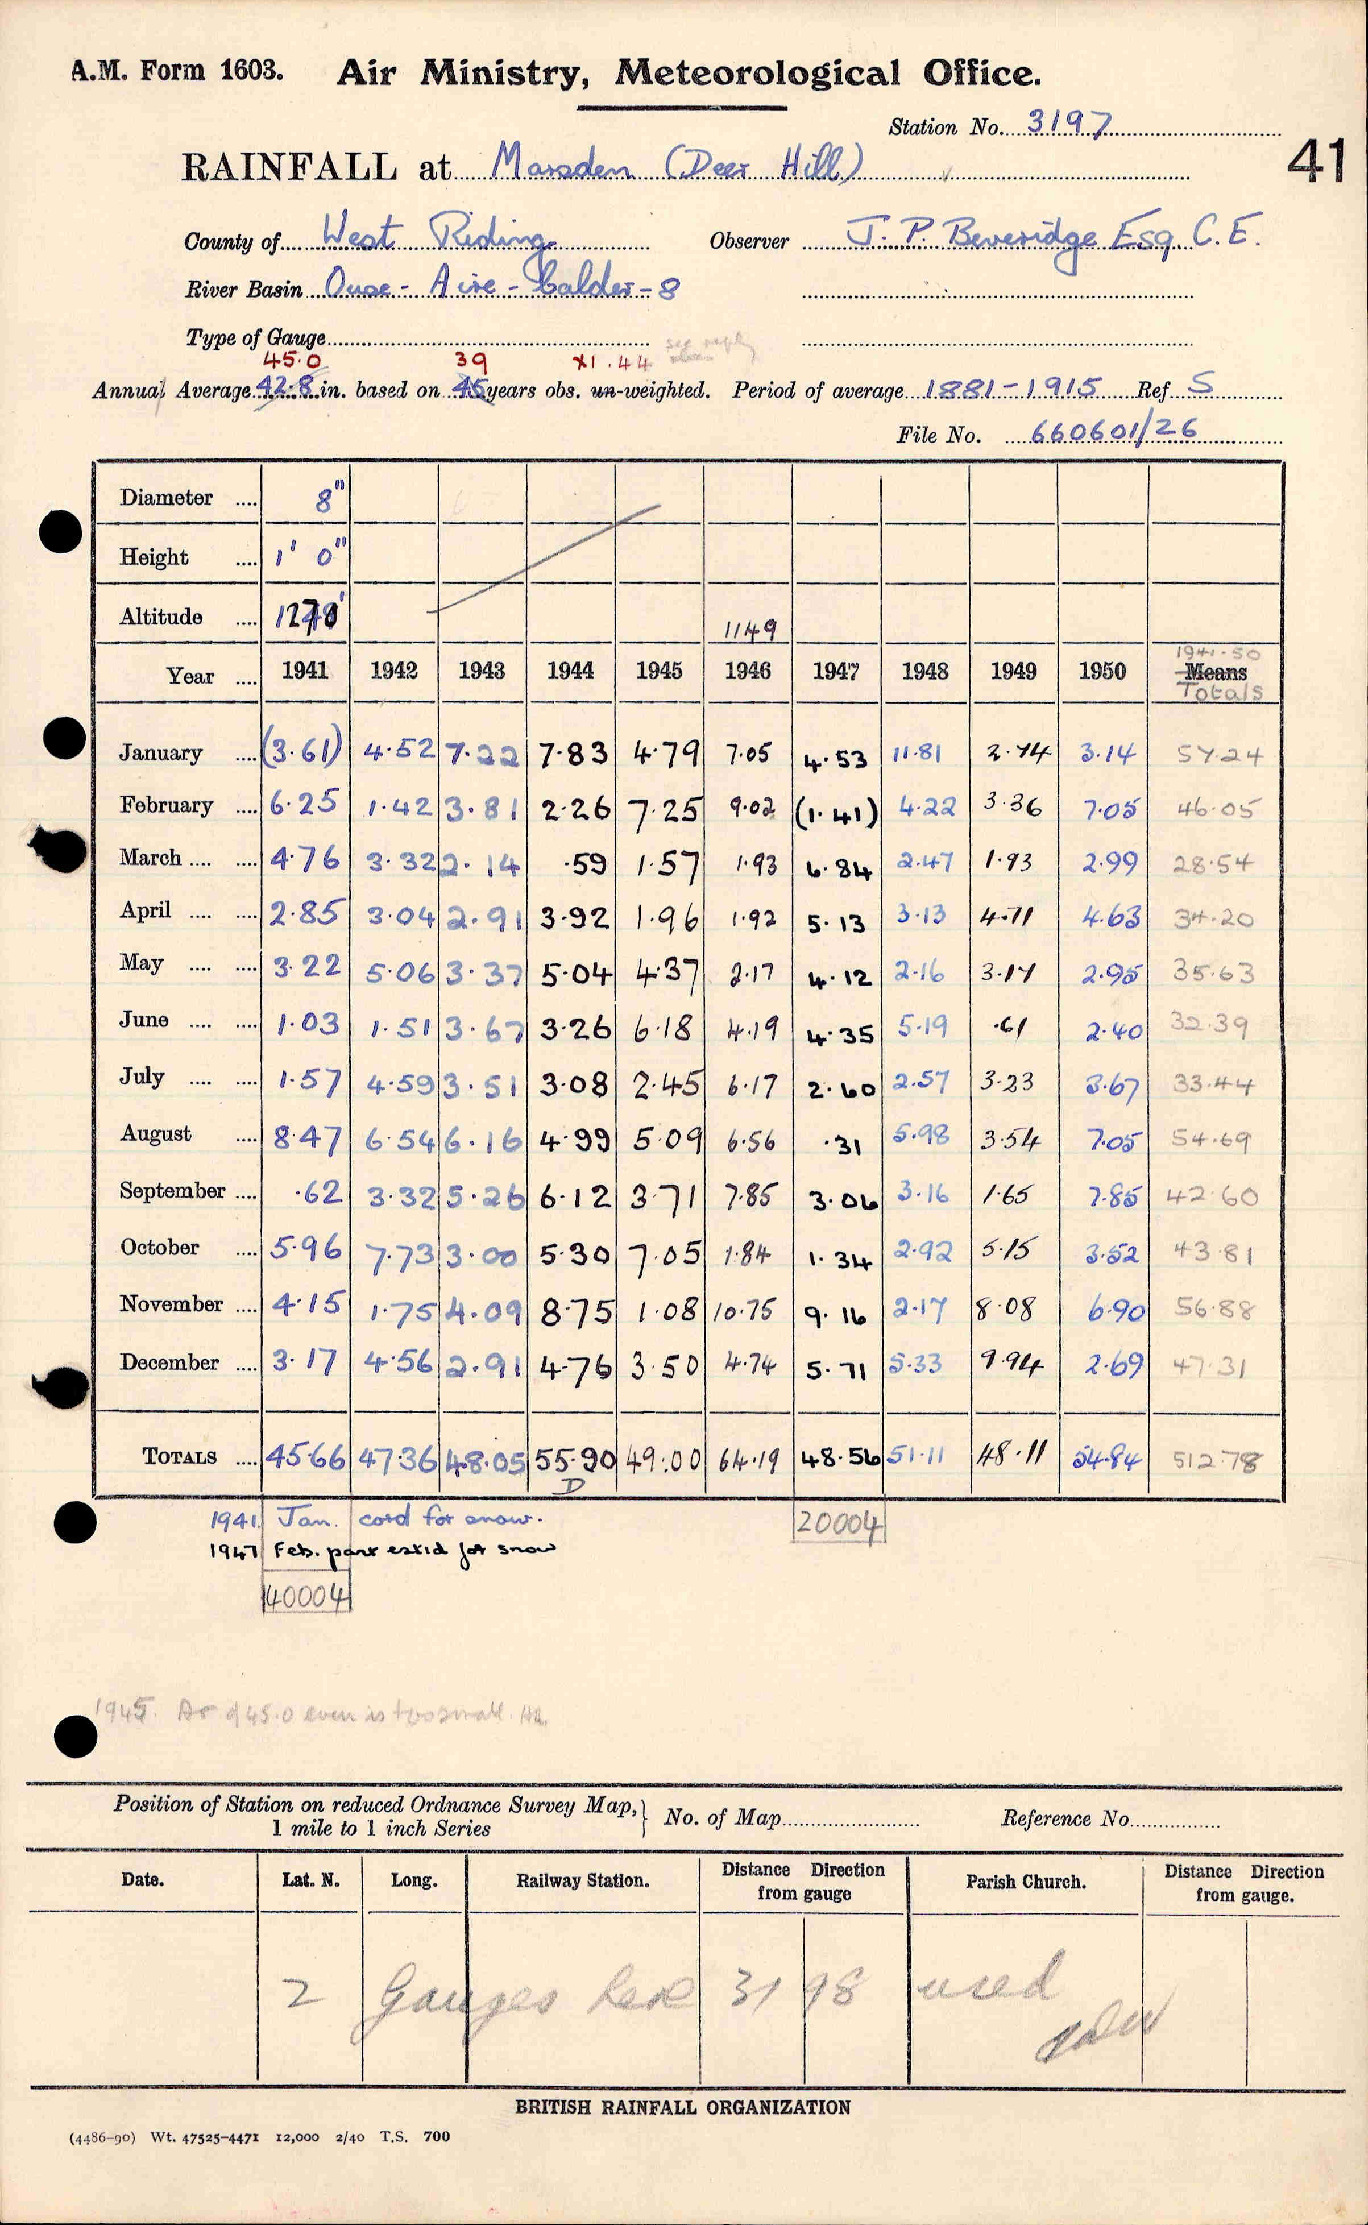 A.M. Form 1603. Air Ministry, Meteorological Office.
Station No. 3197
41
RAINFALL at Marsden (Deer Hill)
County of West Riding Observer J. P. Beveridge Esq C.E.
River Basin Ouse - Aire - Calder - 8
Type of Gauge
see reply
45.0 39 x1.44
Annual Average 42.8 in. based on 45 years obs. un-weighted. Period of average 1881-1915 Ref S
File No. 660601/26
Diameter .... 8"
Height .... 1' 0"
Altitude .... 1149
1941-50
Year .... 1941 1942 1943 1944 1945 1946 1947 1948 1949 1950 Means
Totals
January .... (3.61) 4.52 7.22 7.83 4.79 7.05 4.53 11.81 2.74 3.14 57.24
February .... 6.25 1.42 3.81 2.26 7.25 9.02 (1.41) 4.22 3.36 7.05 46.05
March .... .... 4.76 3.32 2.14 .59 1.57 1.93 6.84 2.47 1.93 2.99 28.54
April .... .... 2.85 3.04 2.91 3.92 1.96 1.92 5.13 3.13 4.71 4.63 34.20
May .... .... 3.22 5.06 3.37 5.04 4.37 2.17 4.12 2.16 3.17 2.95 35.63
June .... .... 1.03 1.51 3.67 3.26 6.18 4.19 4.35 5.19 .61 2.40 32.39
July .... .... 1.57 4.59 3.51 3.08 2.45 6.17 2.60 2.57 3.23 3.67 33.44
August .... 8.47 6.54 6.16 4.99 5.09 6.56 .31 5.98 3.54 7.05 54.69
September .... .62 3.32 5.26 6.12 3.71 7.85 3.06 3.16 1.65 7.85 42.60
October .... 5.96 7.73 3.00 5.30 7.05 1.84 1.34 2.92 5.15 3.52 43.81
November .... 4.15 1.75 4.09 8.75 1.08 10.75 9.16 2.17 8.08 6.90 56.88
December .... 3.17 4.56 2.91 4.76 3.50 4.74 5.71 5.33 9.94 2.69 47.31
TOTALS .... 45.66 47.36 48.05 55.90 49.00 64.19 48.56 51.11 48.11 54.84 512.78
D
1941 Jan. cord for snow.
20004
1947 Feb. part estid for snow
40004
1945. Av of 45.0 even is too small.
Position of Station on reduced Ordnance Survey Map, 1 mile to 1 inch Series } No. of Map Reference No.
Date. Lat. N. Long. Railway Station. Distance Direction from gauge Parish Church. Distance Direction from gauge.
2 Gauges here 3198 used
BRITISH RAINFALL ORGANIZATION
(4486-90) Wt. 47525-4471 12,000 2/40 T.S. 700